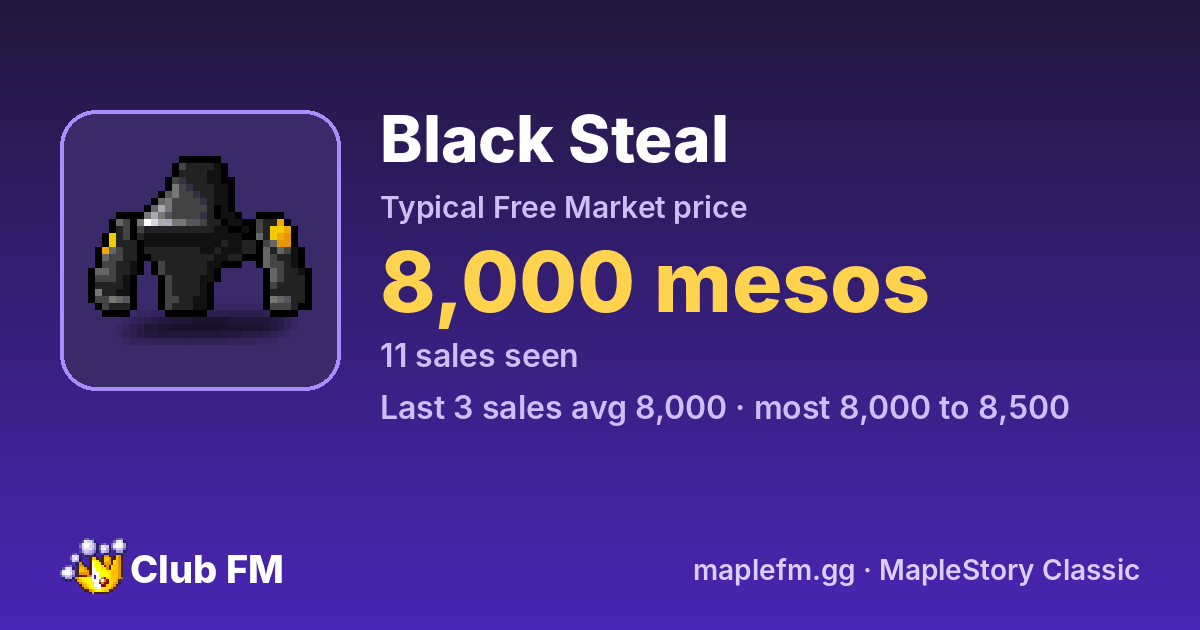 Black Steal
Typical Free Market price
8,000 mesos
11 sales seen
Last 3 sales avg 8,000 · most 8,000 to 8,500
Club FM
maplefm.gg · MapleStory Classic